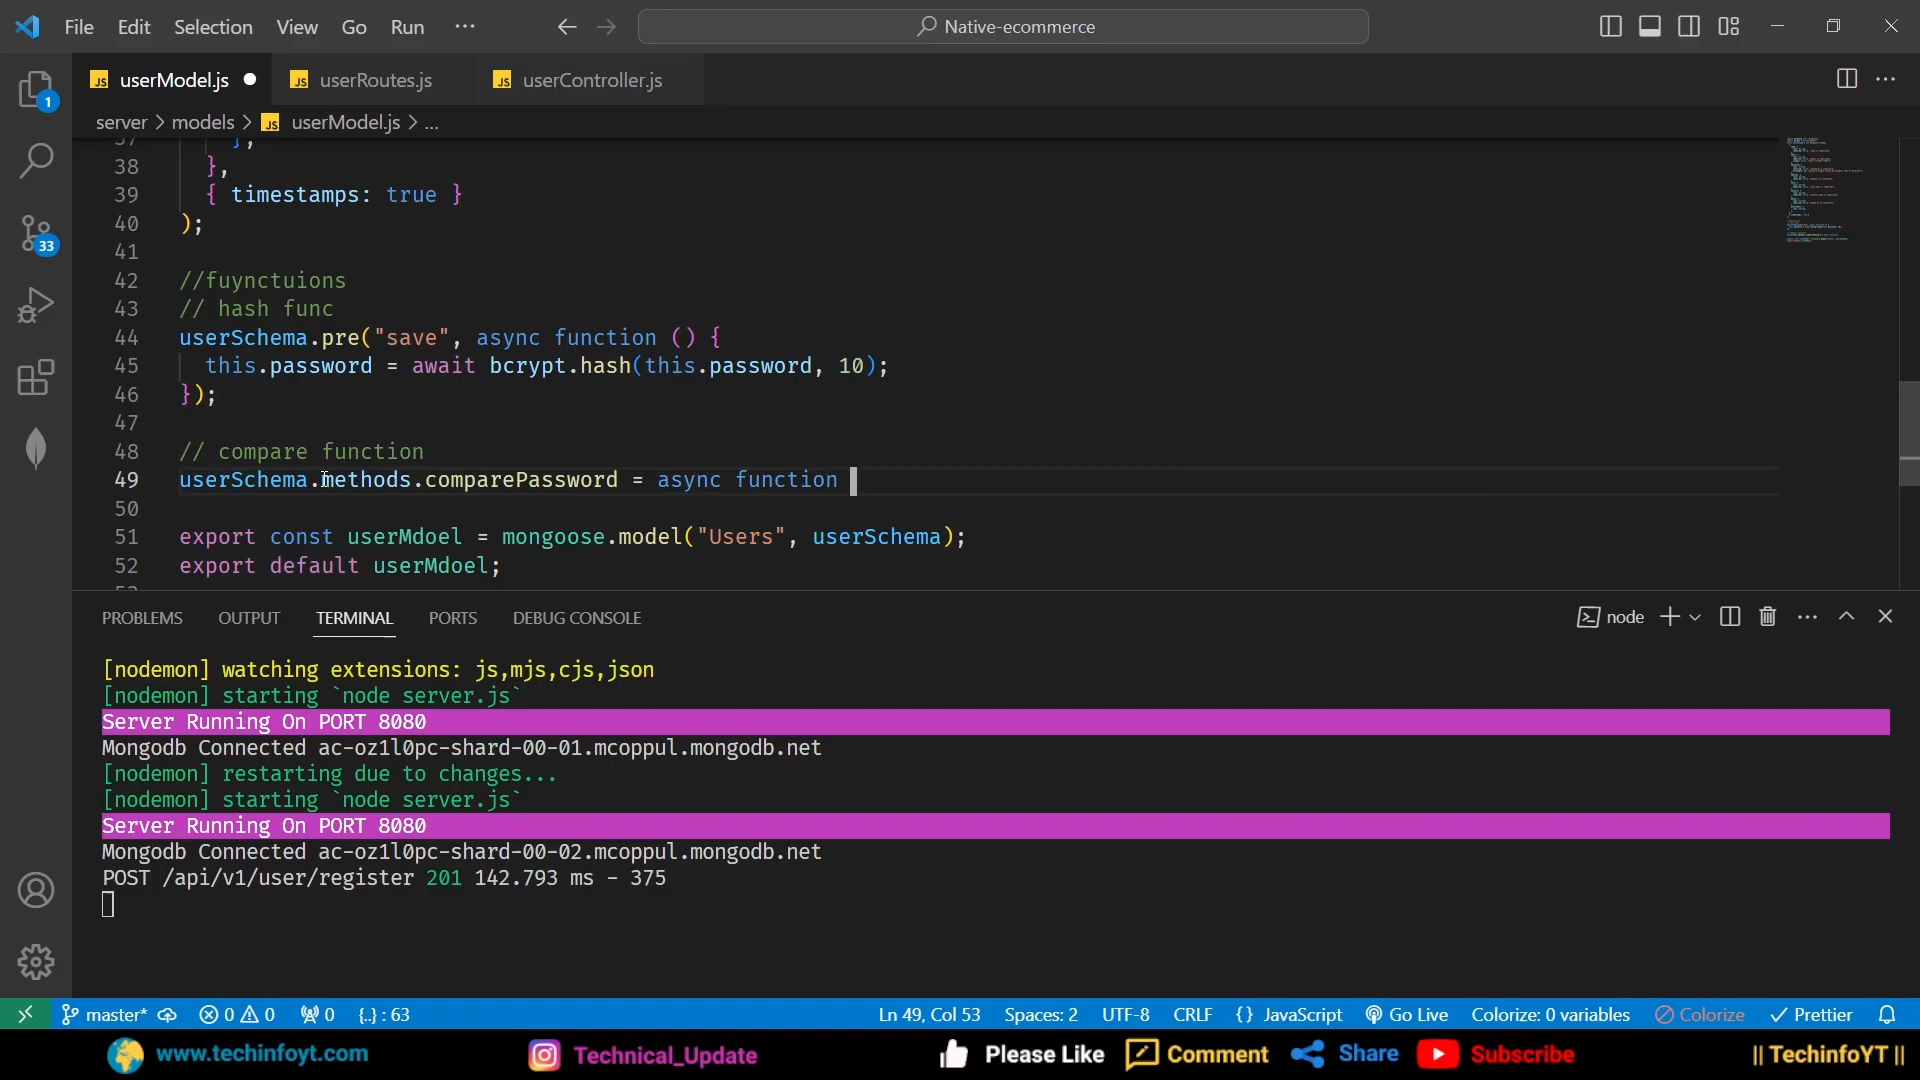 File Edit Selection View Go Run ··· Native-ecommerce
JS userModel.js JS userRoutes.js JS userController.js
server > models > JS userModel.js > ...
1
33
37 },
38 },
39 { timestamps: true }
40 );
41
42 //fuynctuions
43 // hash func
44 userSchema.pre("save", async function () {
45 this.password = await bcrypt.hash(this.password, 10);
46 });
47
48 // compare function
49 userSchema.methods.comparePassword = async function
50
51 export const userMdoel = mongoose.model("Users", userSchema);
52 export default userMdoel;
PROBLEMS OUTPUT TERMINAL PORTS DEBUG CONSOLE node
[nodemon] watching extensions: js,mjs,cjs,json
[nodemon] starting `node server.js`
Server Running On PORT 8080
Mongodb Connected ac-oz1l0pc-shard-00-01.mcoppul.mongodb.net
[nodemon] restarting due to changes...
[nodemon] starting `node server.js`
Server Running On PORT 8080
Mongodb Connected ac-oz1l0pc-shard-00-02.mcoppul.mongodb.net
POST /api/v1/user/register 201 142.793 ms - 375
master* 0 0 0 {..} : 63 Ln 49, Col 53 Spaces: 2 UTF-8 CRLF {} JavaScript Go Live Colorize: 0 variables Colorize Prettier
www.techinfoyt.com Technical_Update Please Like Comment Share Subscribe || TechinfoYT ||